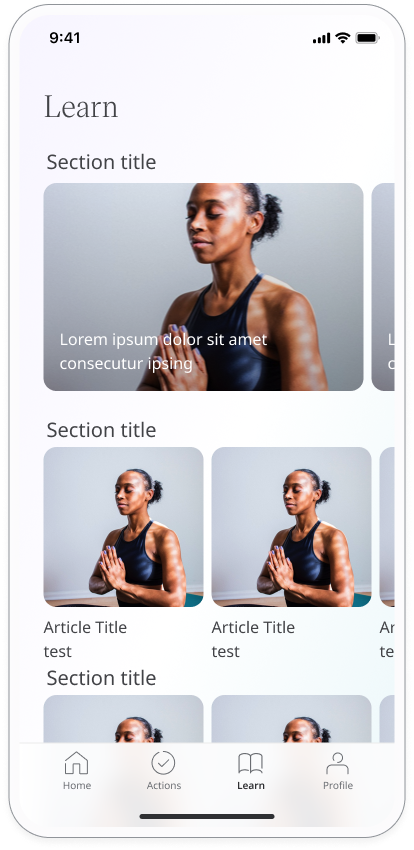 9:41
Learn
Section title
Lorem ipsum dolor sit amet
consecutur ipsing
L
c
Section title
Article Title
test
Article Title
test
Ar
te
Section title
Home
Actions
Learn
Profile